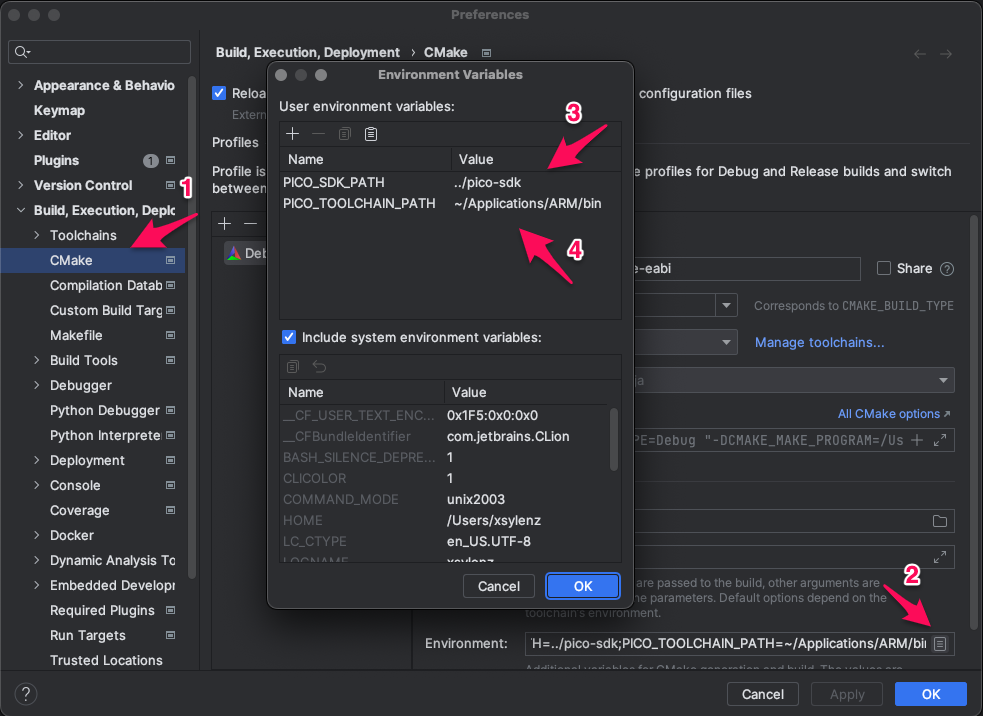 Preferences
Build, Execution, Deployment › CMake
Appearance & Behavio
Keymap
Editor
Plugins 1
Version Control
Build, Execution, Deplo
Toolchains
CMake
Compilation Datab
Custom Build Targ
Makefile
Build Tools
Debugger
Python Debugger
Python Interprete
Deployment
Console
Coverage
Docker
Dynamic Analysis To
Embedded Developr
Required Plugins
Run Targets
Trusted Locations
1
Reloa
configuration files
Extern
Profiles
Profile is
e profiles for Debug and Release builds and switch
between
Deb
Environment Variables
User environment variables:
3
Name Value
PICO_SDK_PATH ../pico-sdk
PICO_TOOLCHAIN_PATH ~/Applications/ARM/bin
4
Include system environment variables:
Name Value
__CF_USER_TEXT_ENC... 0x1F5:0x0:0x0
__CFBundleIdentifier com.jetbrains.CLion
BASH_SILENCE_DEPRE... 1
CLICOLOR 1
COMMAND_MODE unix2003
HOME /Users/xsylenz
LC_CTYPE en_US.UTF-8
LOGNAME xsylenz
Cancel OK
e-eabi
Share ?
Corresponds to CMAKE_BUILD_TYPE
Manage toolchains...
ja
All CMake options
PE=Debug "-DCMAKE_MAKE_PROGRAM=/Us
are passed to the build, other arguments are
ne parameters. Default options depend on the
toolchain's environment.
2
Environment: 'H=../pico-sdk;PICO_TOOLCHAIN_PATH=~/Applications/ARM/bin
Additional variables for CMake generation and build. The values are
? Cancel Apply OK